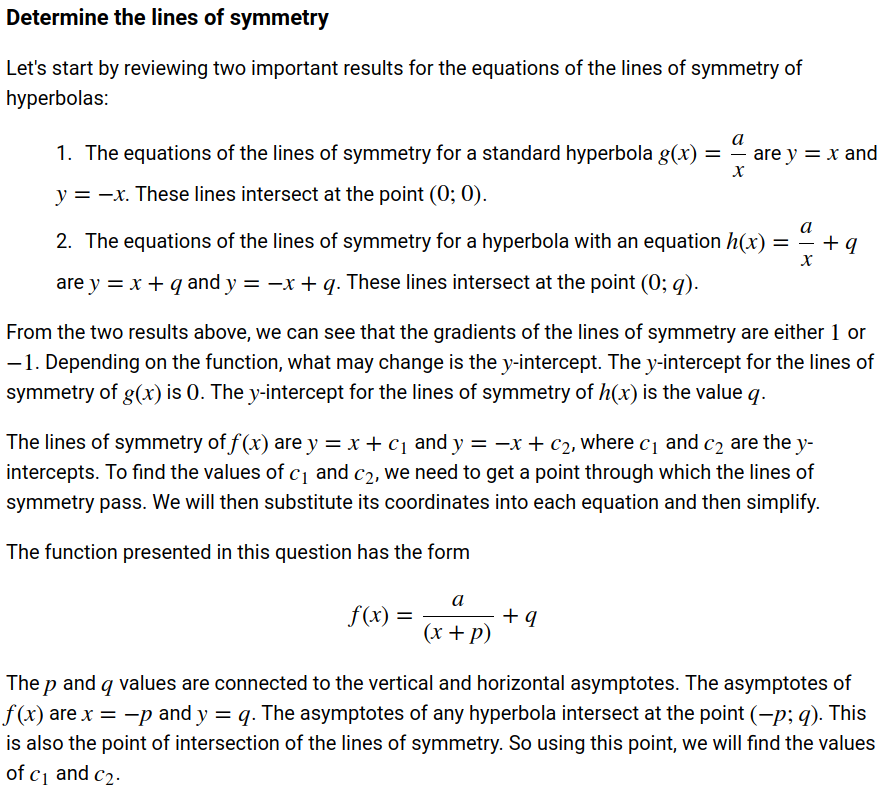 Determine the lines of symmetry
Let's start by reviewing two important results for the equations of the lines of symmetry of
hyperbolas:
1. The equations of the lines of symmetry for a standard hyperbola g(x) = a/x are y = x and
y = −x. These lines intersect at the point (0; 0).
2. The equations of the lines of symmetry for a hyperbola with an equation h(x) = a/x + q
are y = x + q and y = −x + q. These lines intersect at the point (0; q).
From the two results above, we can see that the gradients of the lines of symmetry are either 1 or
−1. Depending on the function, what may change is the y-intercept. The y-intercept for the lines of
symmetry of g(x) is 0. The y-intercept for the lines of symmetry of h(x) is the value q.
The lines of symmetry of f(x) are y = x + c₁ and y = −x + c₂, where c₁ and c₂ are the y-
intercepts. To find the values of c₁ and c₂, we need to get a point through which the lines of
symmetry pass. We will then substitute its coordinates into each equation and then simplify.
The function presented in this question has the form
f(x) = a/(x + p) + q
The p and q values are connected to the vertical and horizontal asymptotes. The asymptotes of
f(x) are x = −p and y = q. The asymptotes of any hyperbola intersect at the point (−p; q). This
is also the point of intersection of the lines of symmetry. So using this point, we will find the values
of c₁ and c₂.